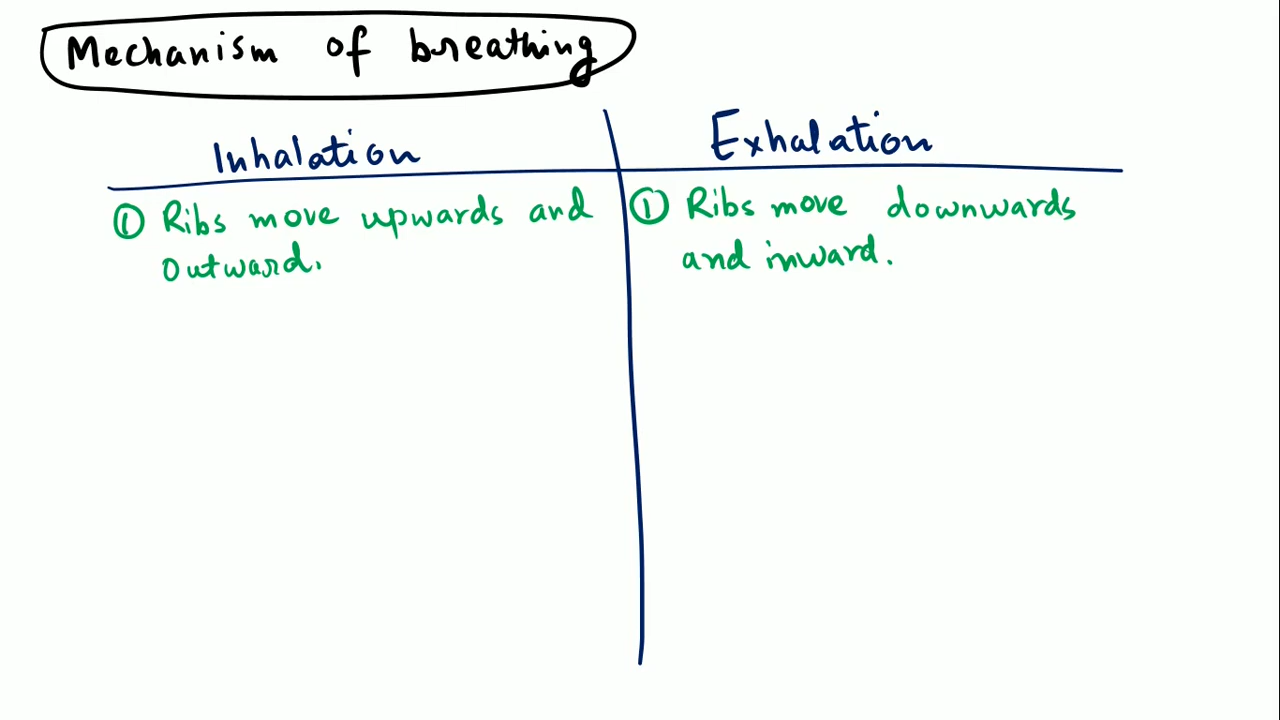 Mechanism of breathing
Inhalation
Exhalation
① Ribs move upwards and
outward.
① Ribs move downwards
and inward.